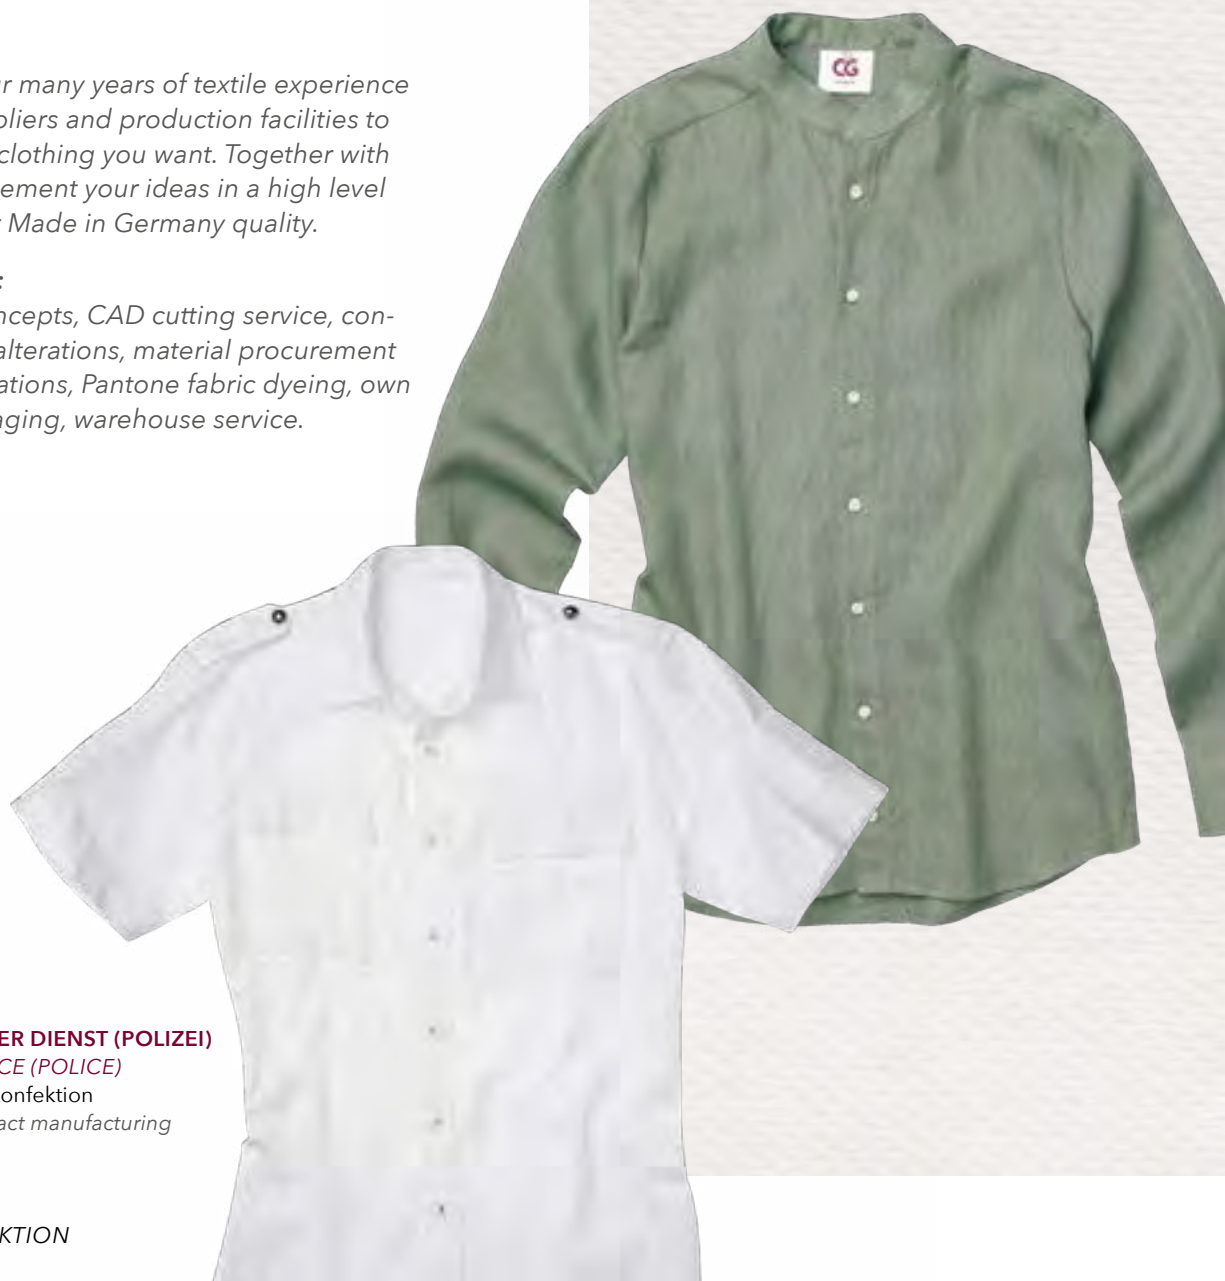 r many years of textile experience
pliers and production facilities to
clothing you want. Together with
ement your ideas in a high level
Made in Germany quality.
:
ncepts, CAD cutting service, con-
alterations, material procurement
ations, Pantone fabric dyeing, own
aging, warehouse service.
CG
ER DIENST (POLIZEI)
CE (POLICE)
onfektion
act manufacturing
KTION